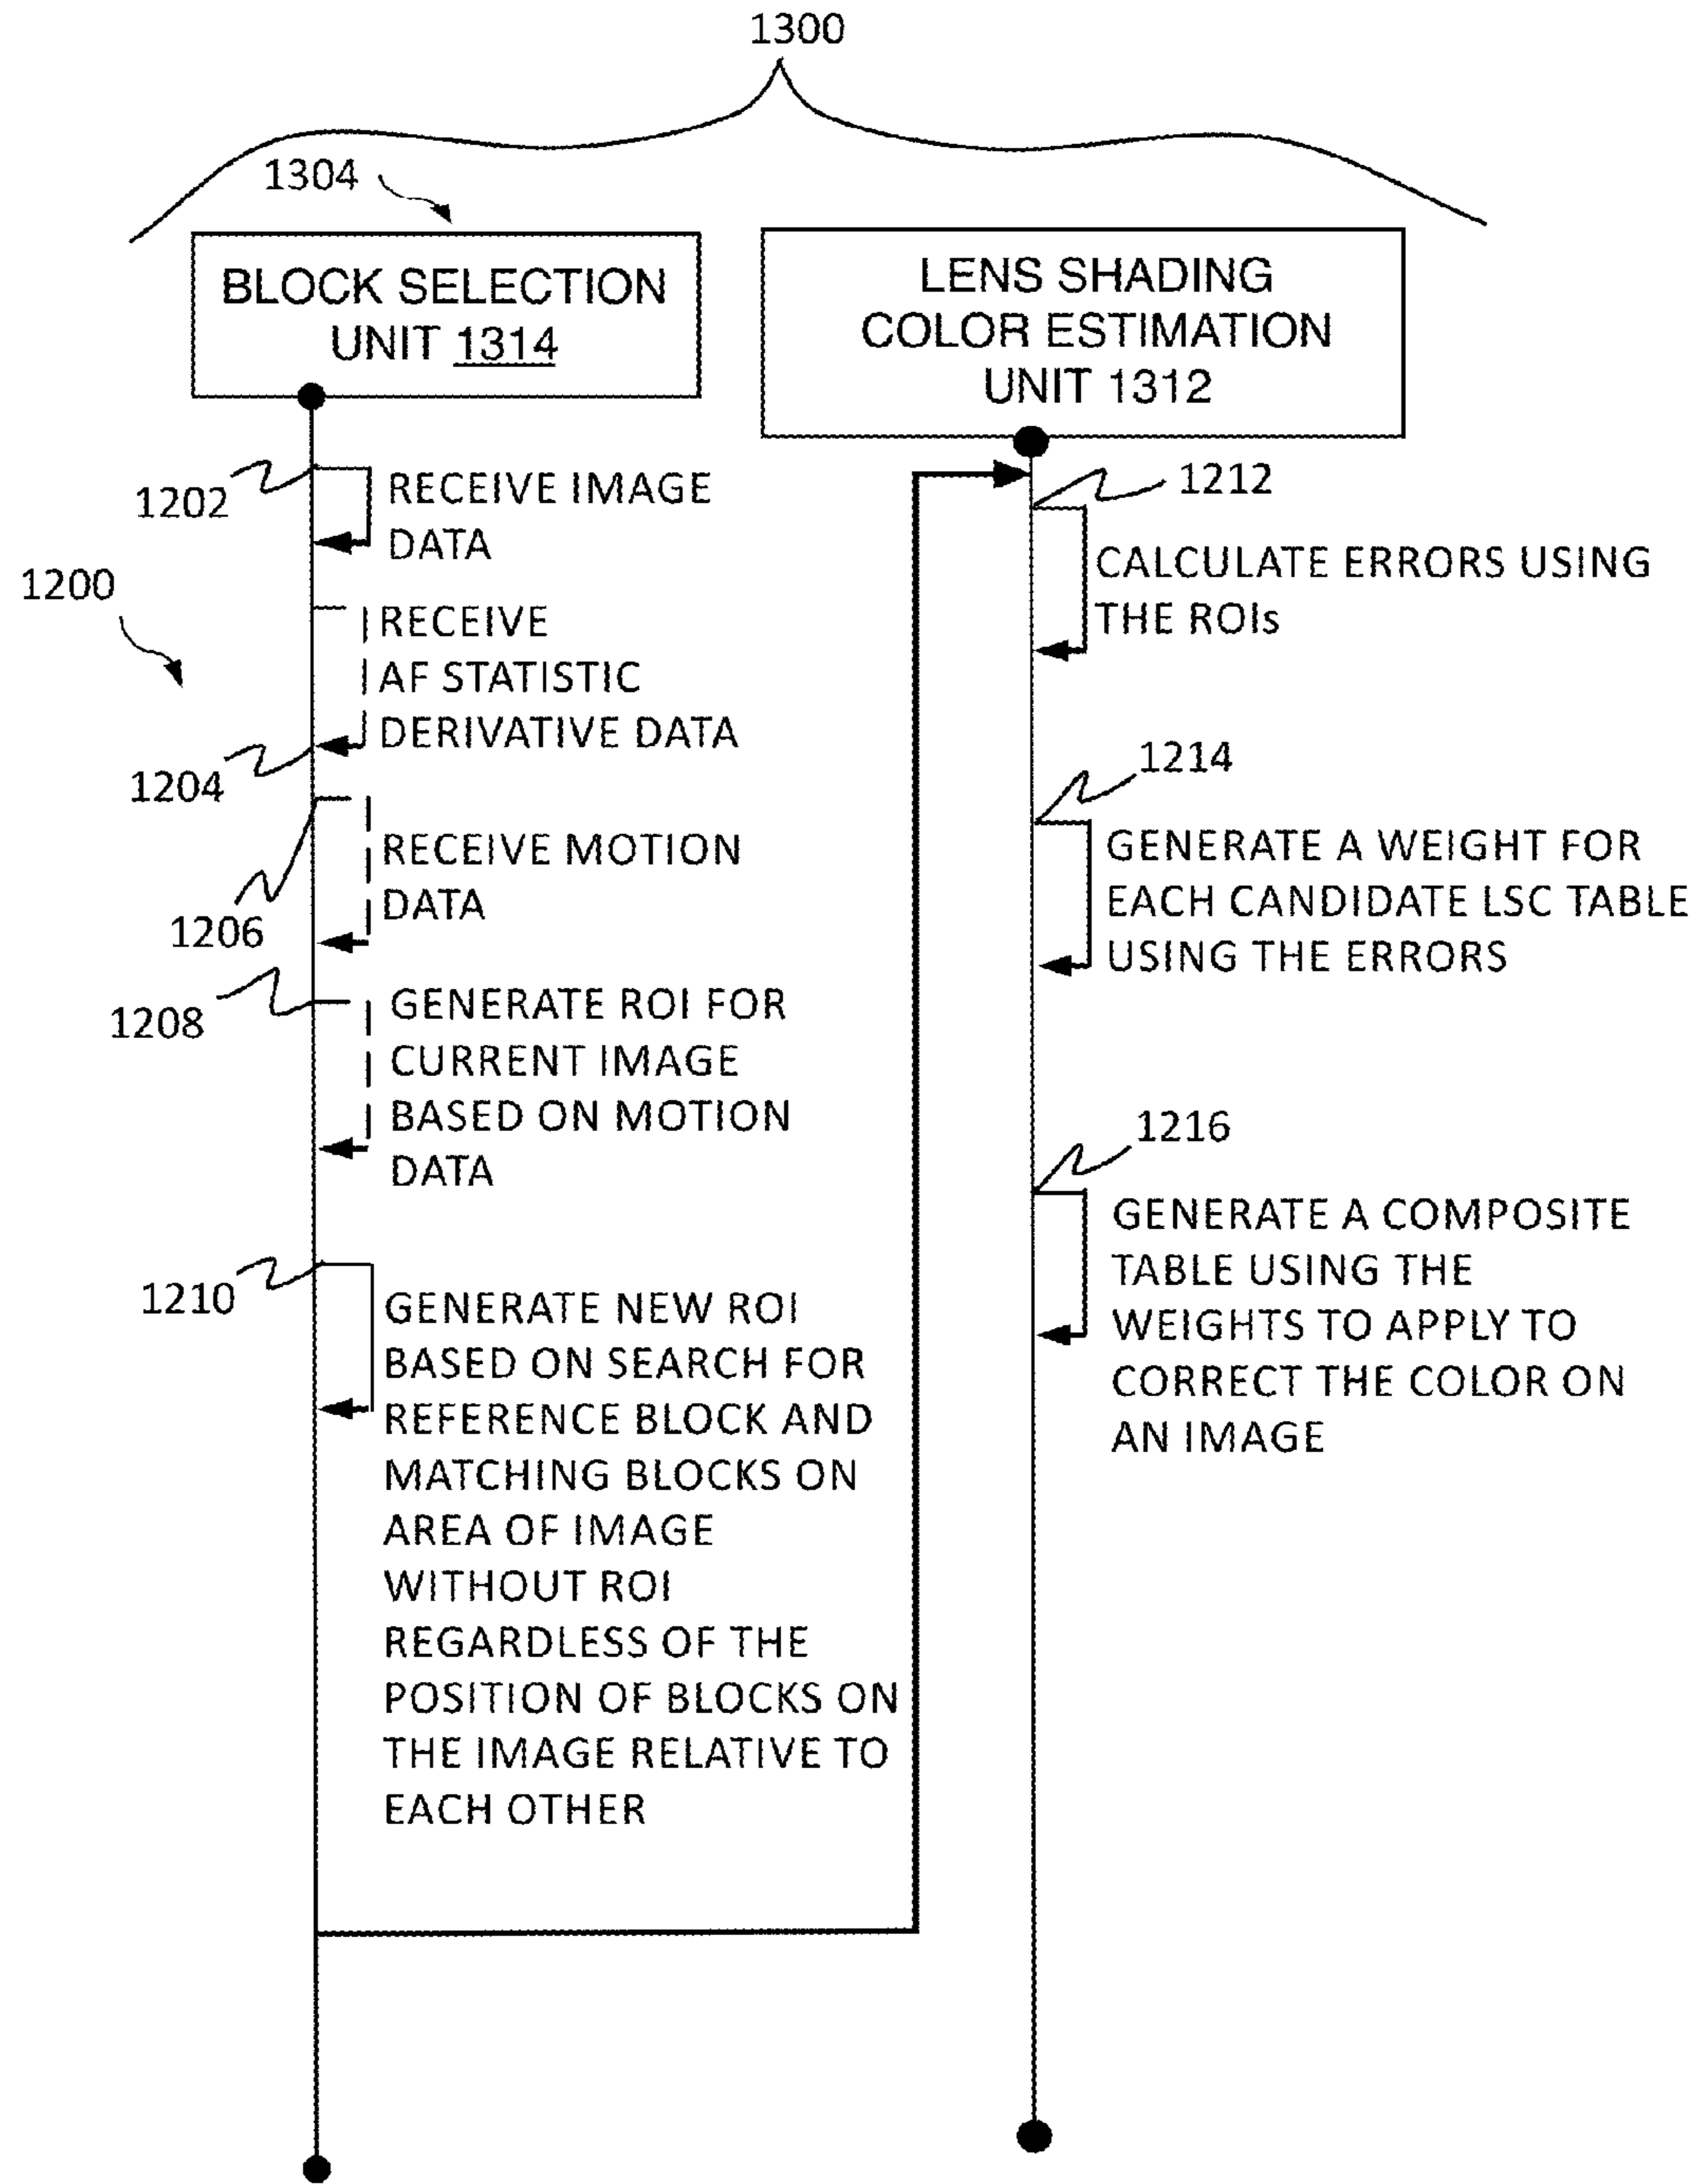 1300
1304
BLOCK SELECTION
UNIT 1314
LENS SHADING
COLOR ESTIMATION
UNIT 1312
1200
1202
RECEIVE IMAGE
DATA
RECEIVE
AF STATISTIC
DERIVATIVE DATA
1204
RECEIVE MOTION
DATA
1206
1208
GENERATE ROI FOR
CURRENT IMAGE
BASED ON MOTION
DATA
1210
GENERATE NEW ROI
BASED ON SEARCH FOR
REFERENCE BLOCK AND
MATCHING BLOCKS ON
AREA OF IMAGE
WITHOUT ROI
REGARDLESS OF THE
POSITION OF BLOCKS ON
THE IMAGE RELATIVE TO
EACH OTHER
1212
CALCULATE ERRORS USING
THE ROIs
1214
GENERATE A WEIGHT FOR
EACH CANDIDATE LSC TABLE
USING THE ERRORS
1216
GENERATE A COMPOSITE
TABLE USING THE
WEIGHTS TO APPLY TO
CORRECT THE COLOR ON
AN IMAGE